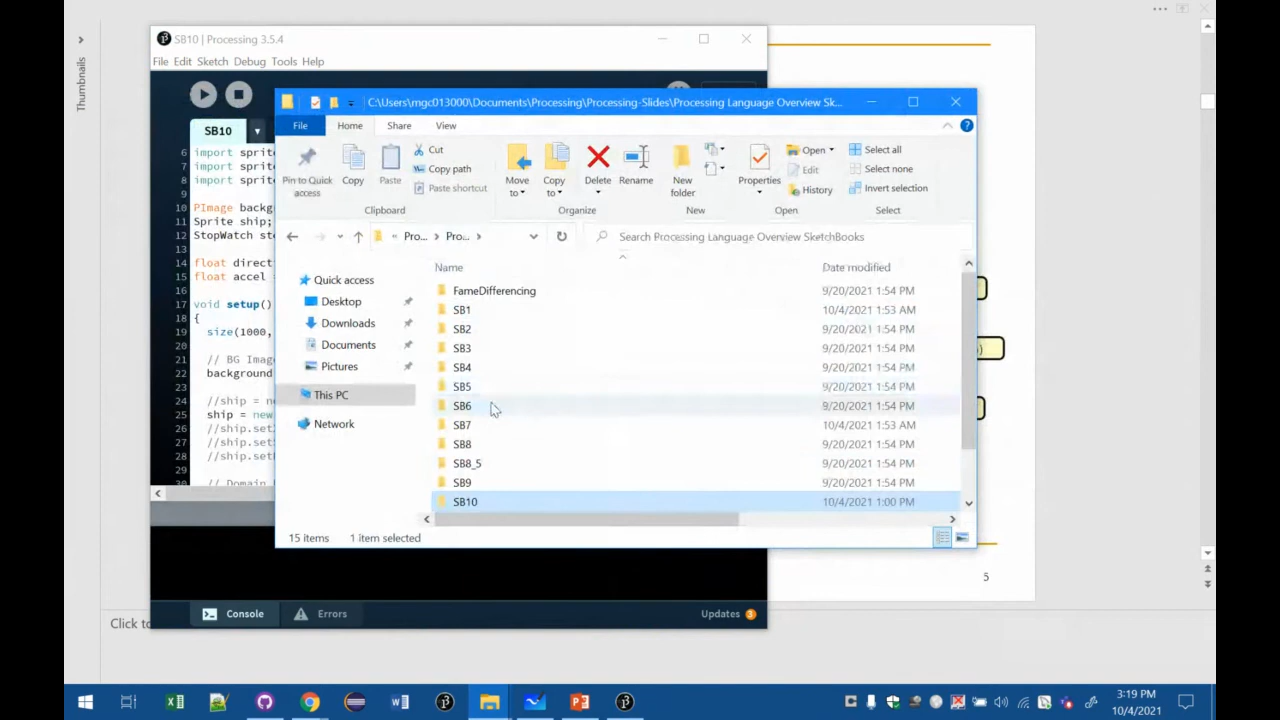 SB10 | Processing 3.5.4
File Edit Sketch Debug Tools Help
Thumbnails
SB10
C:\Users\mgc013000\Documents\Processing\Processing-Slides\Processing Language Overview Sk...
File Home Share View
Pin to Quick access
Copy
Paste
Cut
Copy path
Paste shortcut
Clipboard
Move to
Copy to
Delete
Rename
Organize
New folder
New
Properties
Open
Edit
History
Open
Select all
Select none
Invert selection
Select
« Pro... Pro...
Search Processing Language Overview SketchBooks
Quick access
Desktop
Downloads
Documents
Pictures
This PC
Network
Name Date modified
FameDifferencing 9/20/2021 1:54 PM
SB1 10/4/2021 1:53 AM
SB2 9/20/2021 1:54 PM
SB3 9/20/2021 1:54 PM
SB4 9/20/2021 1:54 PM
SB5 9/20/2021 1:54 PM
SB6 9/20/2021 1:54 PM
SB7 10/4/2021 1:53 AM
SB8 9/20/2021 1:54 PM
SB8_5 9/20/2021 1:54 PM
SB9 9/20/2021 1:54 PM
SB10 10/4/2021 1:00 PM
15 items 1 item selected
6 import sprite
7 import sprite
8 import sprite
9
10 PImage backg
11 Sprite ship;
12 StopWatch st
13
14 float direct
15 float accel =
16
17 void setup()
18 {
19 size(1000,
20
21 // BG Imag
22 background
23
24 //ship = n
25 ship = new
26 //ship.set
27 //ship.set
28 //ship.set
29
30 // Domain
Console Errors Updates 3
5
Click to
3:19 PM
10/4/2021